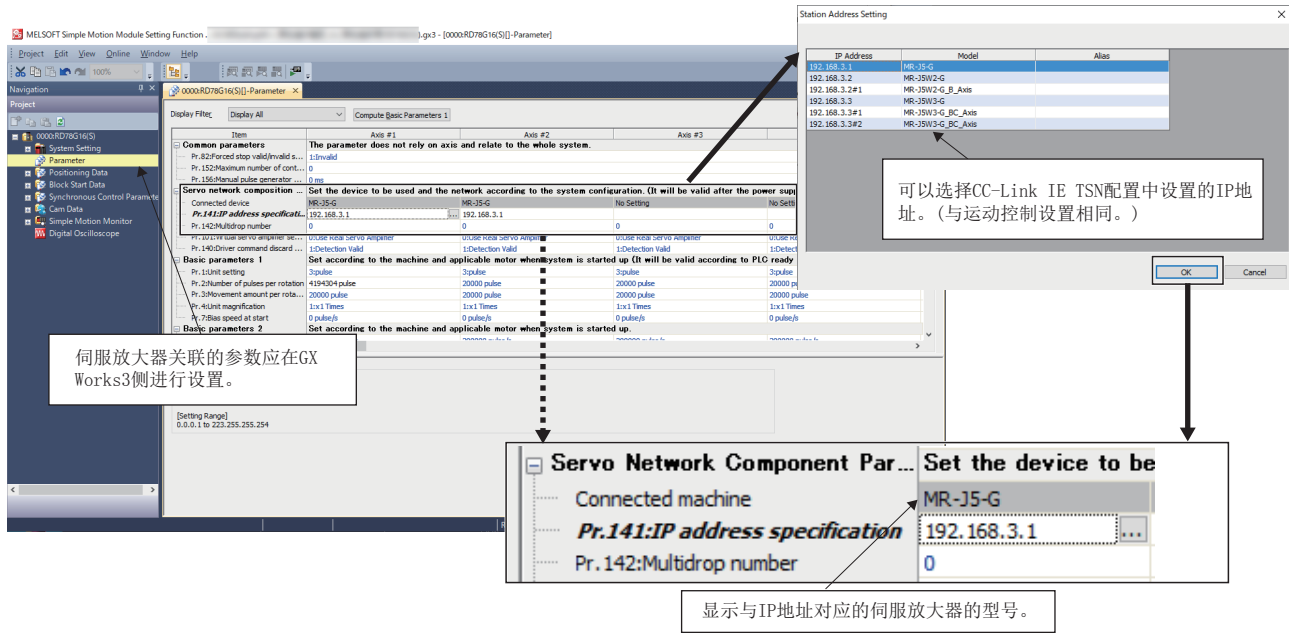 Station Address Setting
MELSOFT Simple Motion Module Setting Function .
).gx3 - [0000:RD78G16(S)[]-Parameter]
Project Edit View Online Window Help
100%
Navigation
Project
0000:RD78G16(S)
System Setting
Parameter
Positioning Data
Block Start Data
Synchronous Control Paramete
Cam Data
Simple Motion Monitor
Digital Oscilloscope
0000:RD78G16(S)[]-Parameter
Display Filter Display All Compute Basic Parameters 1
Item Axis #1 Axis #2 Axis #3
Common parameters The parameter does not rely on axis and relate to the whole system.
Pr.82:Forced stop valid/invalid s... 1:Invalid
Pr.152:Maximum number of cont... 0
Pr.156:Manual pulse generator ... 0 ms
Servo network composition ... Set the device to be used and the network according to the system configuration. (It will be valid after the power supp
Connected device MR-J5-G MR-J5-G No Setting No Setti
Pr.141:IP address specificati... 192.168.3.1 ... 192.168.3.1
Pr.142:Multidrop number 0 0 0 0
Pr.101:Virtual servo amplifier se... 0:Use Real Servo Amplifier 0:Use Real Servo Amplifier 0:Use Real Servo Amplifier 0:Use Re
Pr.140:Driver command discard ... 1:Detection Valid 1:Detection Valid 1:Detection Valid 1:Detect
Basic parameters 1 Set according to the machine and applicable motor when system is started up (It will be valid according to PLC ready
Pr.1:Unit setting 3:pulse 3:pulse 3:pulse 3:pulse
Pr.2:Number of pulses per rotation 4194304 pulse 20000 pulse 20000 pulse 20000 pu
Pr.3:Movement amount per rota... 20000 pulse 20000 pulse 20000 pulse 20000 pulse
Pr.4:Unit magnification 1:x1 Times 1:x1 Times 1:x1 Times 1:x1 Times
Pr.7:Bias speed at start 0 pulse/s 0 pulse/s 0 pulse/s 0 pulse/s
Basic parameters 2 Set according to the machine and applicable motor when system is started up.
[Setting Range]
0.0.0.1 to 223.255.255.254
IP Address Model Alias
192.168.3.1 MR-J5-G
192.168.3.2 MR-J5W2-G
192.168.3.2#1 MR-J5W2-G_B_Axis
192.168.3.3 MR-J5W3-G
192.168.3.3#1 MR-J5W3-G_BC_Axis
192.168.3.3#2 MR-J5W3-G_BC_Axis
可以选择CC-Link IE TSN配置中设置的IP地
址。(与运动控制设置相同。)
OK Cancel
伺服放大器关联的参数应在GX
Works3侧进行设置。
Servo Network Component Par... Set the device to be
Connected machine MR-J5-G
Pr.141:IP address specification 192.168.3.1 ...
Pr.142:Multidrop number 0
显示与IP地址对应的伺服放大器的型号。